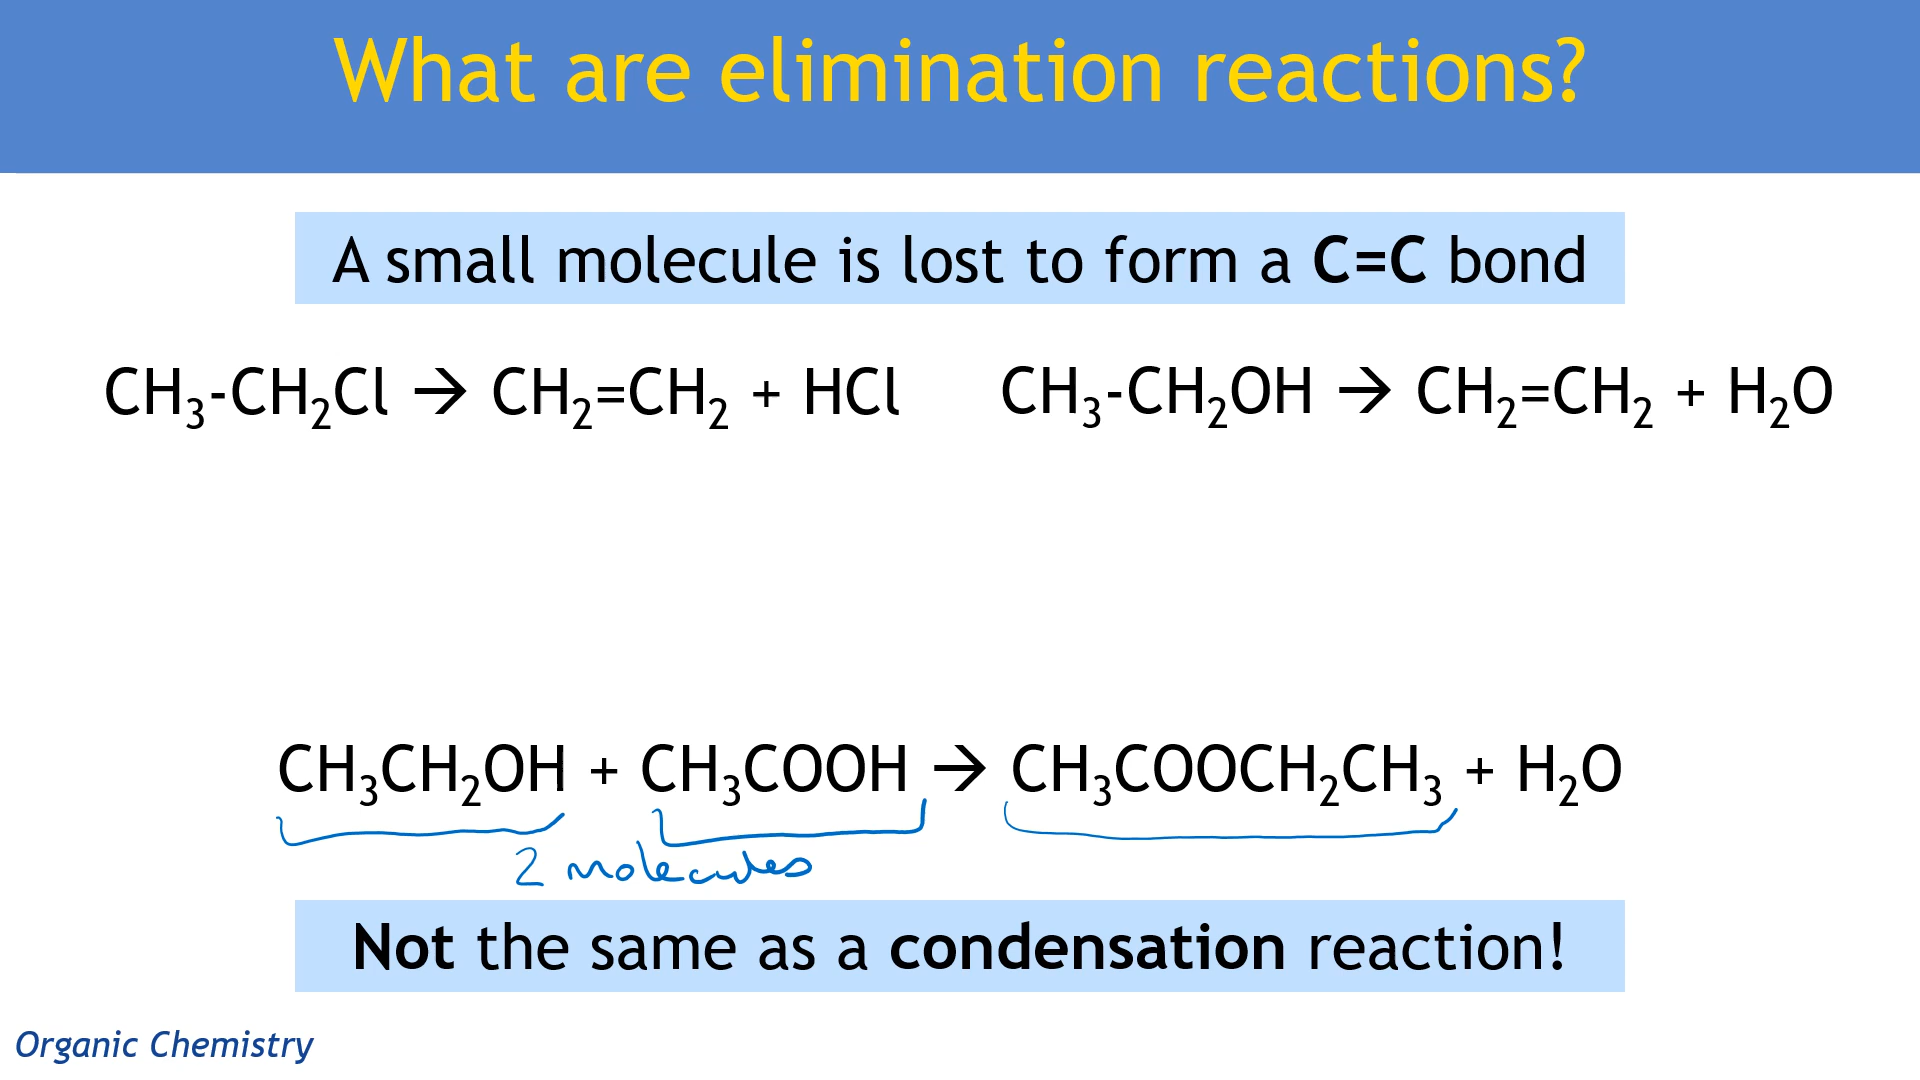 What are elimination reactions?
A small molecule is lost to form a C=C bond
CH₃-CH₂Cl → CH₂=CH₂ + HCl
CH₃-CH₂OH → CH₂=CH₂ + H₂O
CH₃CH₂OH + CH₃COOH → CH₃COOCH₂CH₃ + H₂O
2 molecules
Not the same as a condensation reaction!
Organic Chemistry